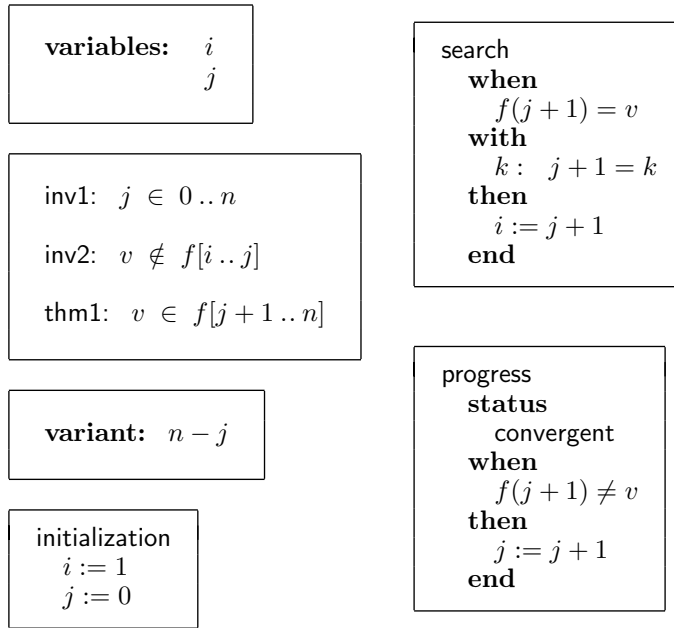 variables: i
j
inv1: j ∈ 0 .. n
inv2: v ∉ f[i .. j]
thm1: v ∈ f[j + 1 .. n]
variant: n − j
initialization
i := 1
j := 0
search
when
f(j + 1) = v
with
k : j + 1 = k
then
i := j + 1
end
progress
status
convergent
when
f(j + 1) ≠ v
then
j := j + 1
end